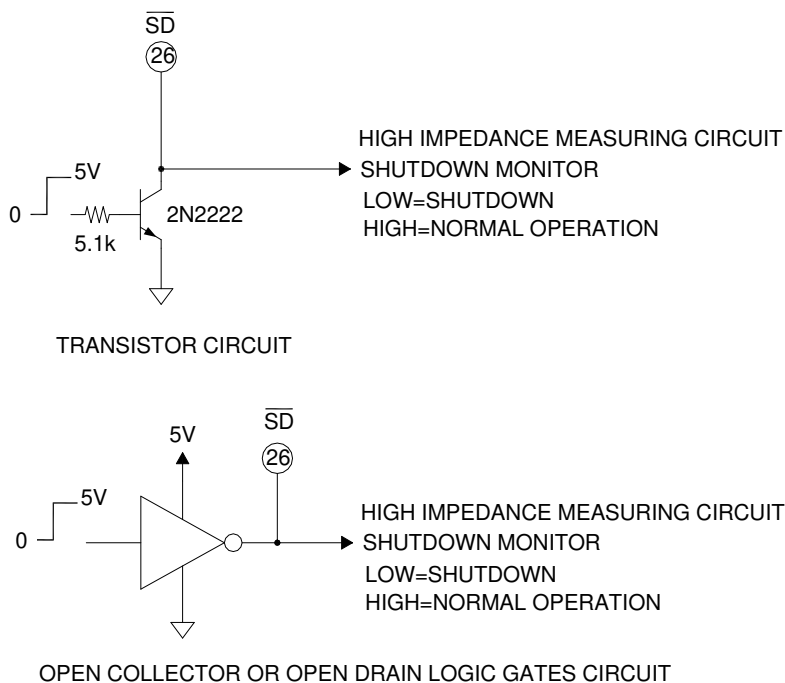 SD
26
HIGH IMPEDANCE MEASURING CIRCUIT
5V
SHUTDOWN MONITOR
LOW=SHUTDOWN
0
2N2222
HIGH=NORMAL OPERATION
5.1k
TRANSISTOR CIRCUIT
SD
5V
26
5V
HIGH IMPEDANCE MEASURING CIRCUIT
0
SHUTDOWN MONITOR
LOW=SHUTDOWN
HIGH=NORMAL OPERATION
OPEN COLLECTOR OR OPEN DRAIN LOGIC GATES CIRCUIT